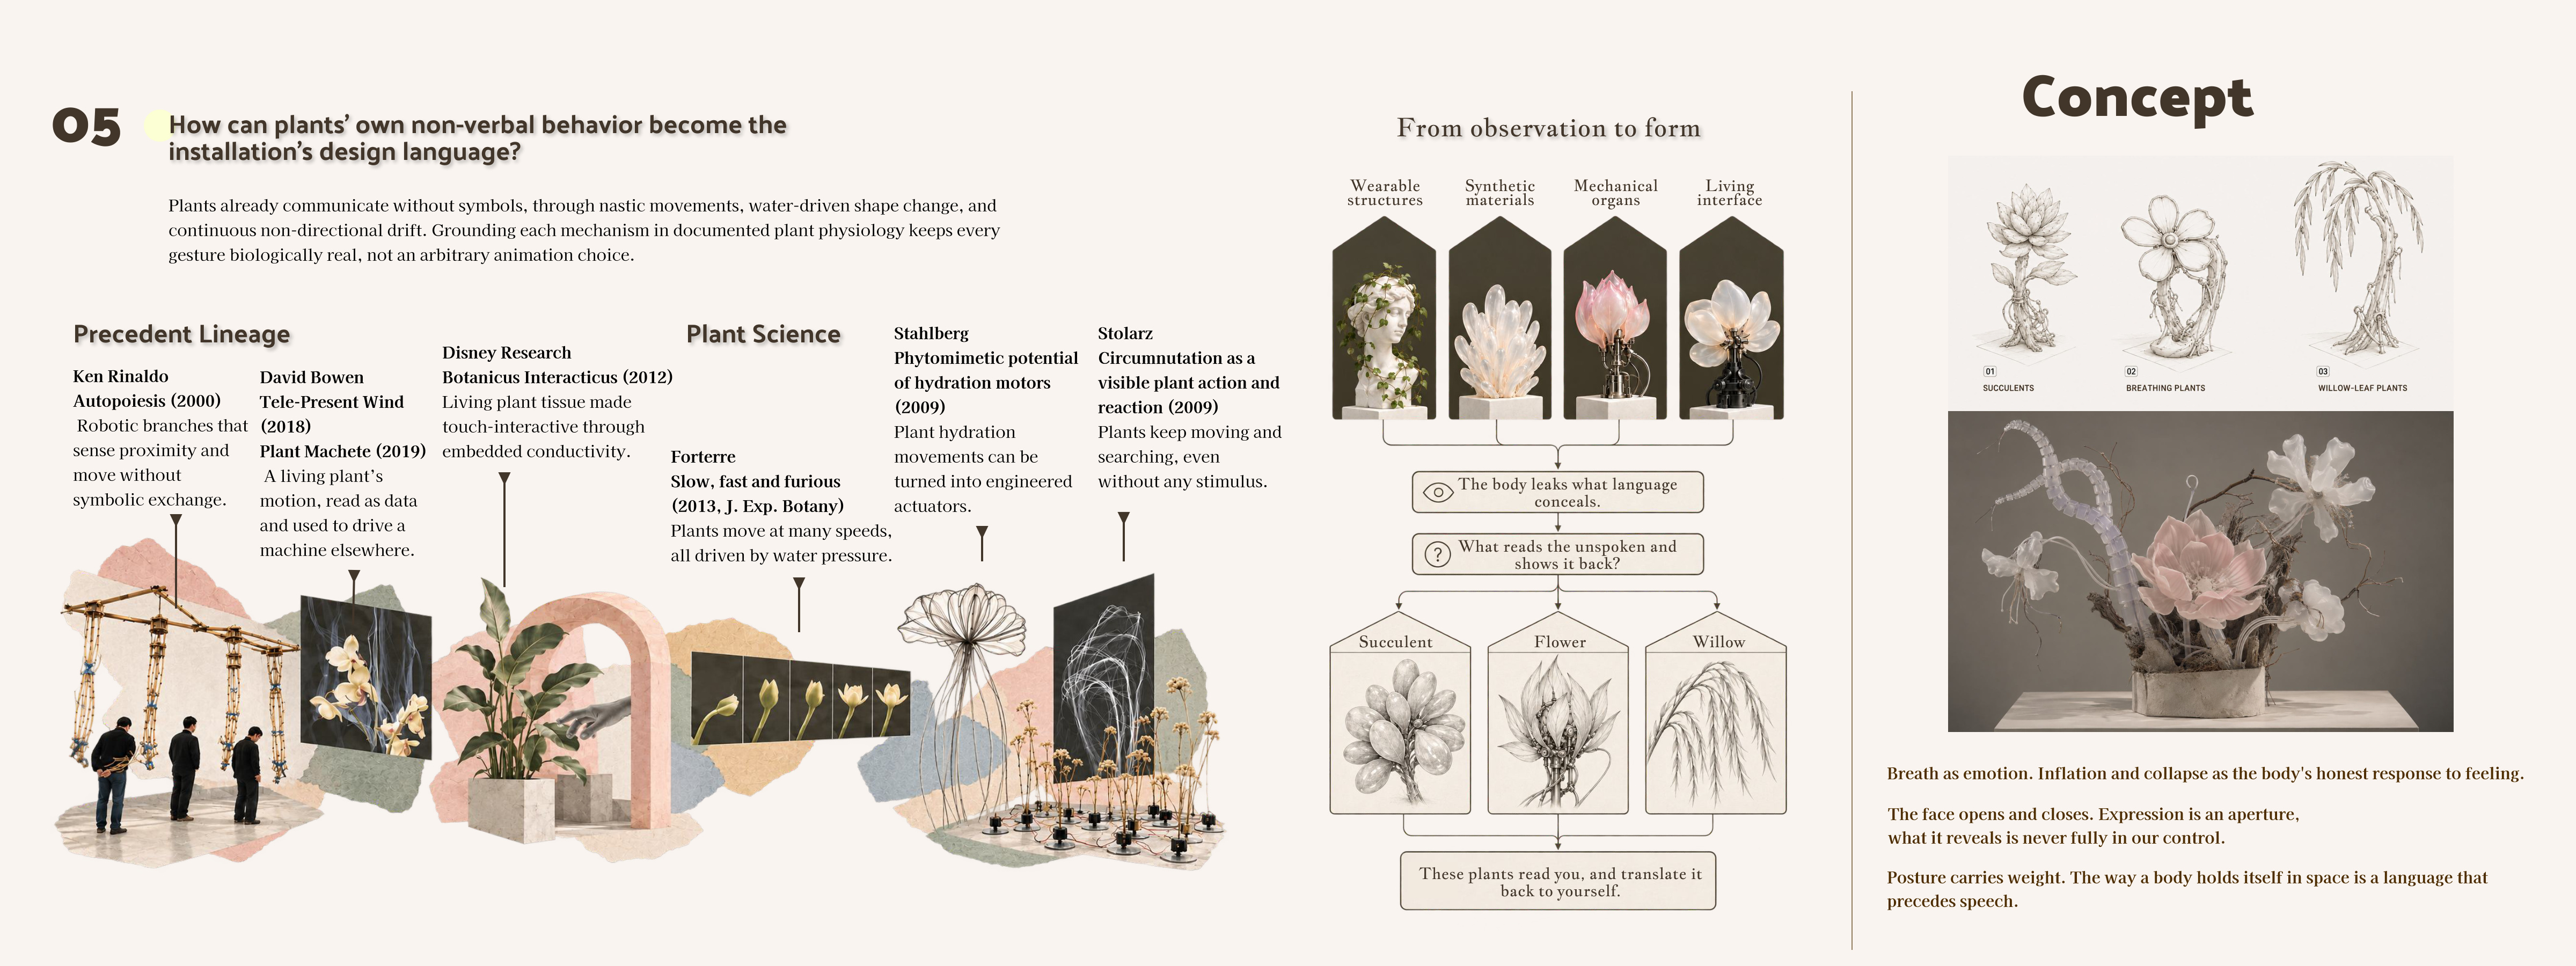 05
How can plants' own non-verbal behavior become the
installation's design language?
Plants already communicate without symbols, through nastic movements, water-driven shape change, and
continuous non-directional drift. Grounding each mechanism in documented plant physiology keeps every
gesture biologically real, not an arbitrary animation choice.
Precedent Lineage
Ken Rinaldo
Autopoiesis (2000)
Robotic branches that
sense proximity and
move without
symbolic exchange.
David Bowen
Tele-Present Wind
(2018)
Plant Machete (2019)
A living plant's
motion, read as data
and used to drive a
machine elsewhere.
Disney Research
Botanicus Interacticus (2012)
Living plant tissue made
touch-interactive through
embedded conductivity.
Plant Science
Forterre
Slow, fast and furious
(2013, J. Exp. Botany)
Plants move at many speeds,
all driven by water pressure.
Stahlberg
Phytomimetic potential
of hydration motors
(2009)
Plant hydration
movements can be
turned into engineered
actuators.
Stolarz
Circumnutation as a
visible plant action and
reaction (2009)
Plants keep moving and
searching, even
without any stimulus.
From observation to form
Wearable
structures
Synthetic
materials
Mechanical
organs
Living
interface
The body leaks what language
conceals.
?
What reads the unspoken and
shows it back?
Succulent
Flower
Willow
These plants read you, and translate it
back to yourself.
Concept
01
SUCCULENTS
02
BREATHING PLANTS
03
WILLOW-LEAF PLANTS
Breath as emotion. Inflation and collapse as the body's honest response to feeling.
The face opens and closes. Expression is an aperture,
what it reveals is never fully in our control.
Posture carries weight. The way a body holds itself in space is a language that
precedes speech.